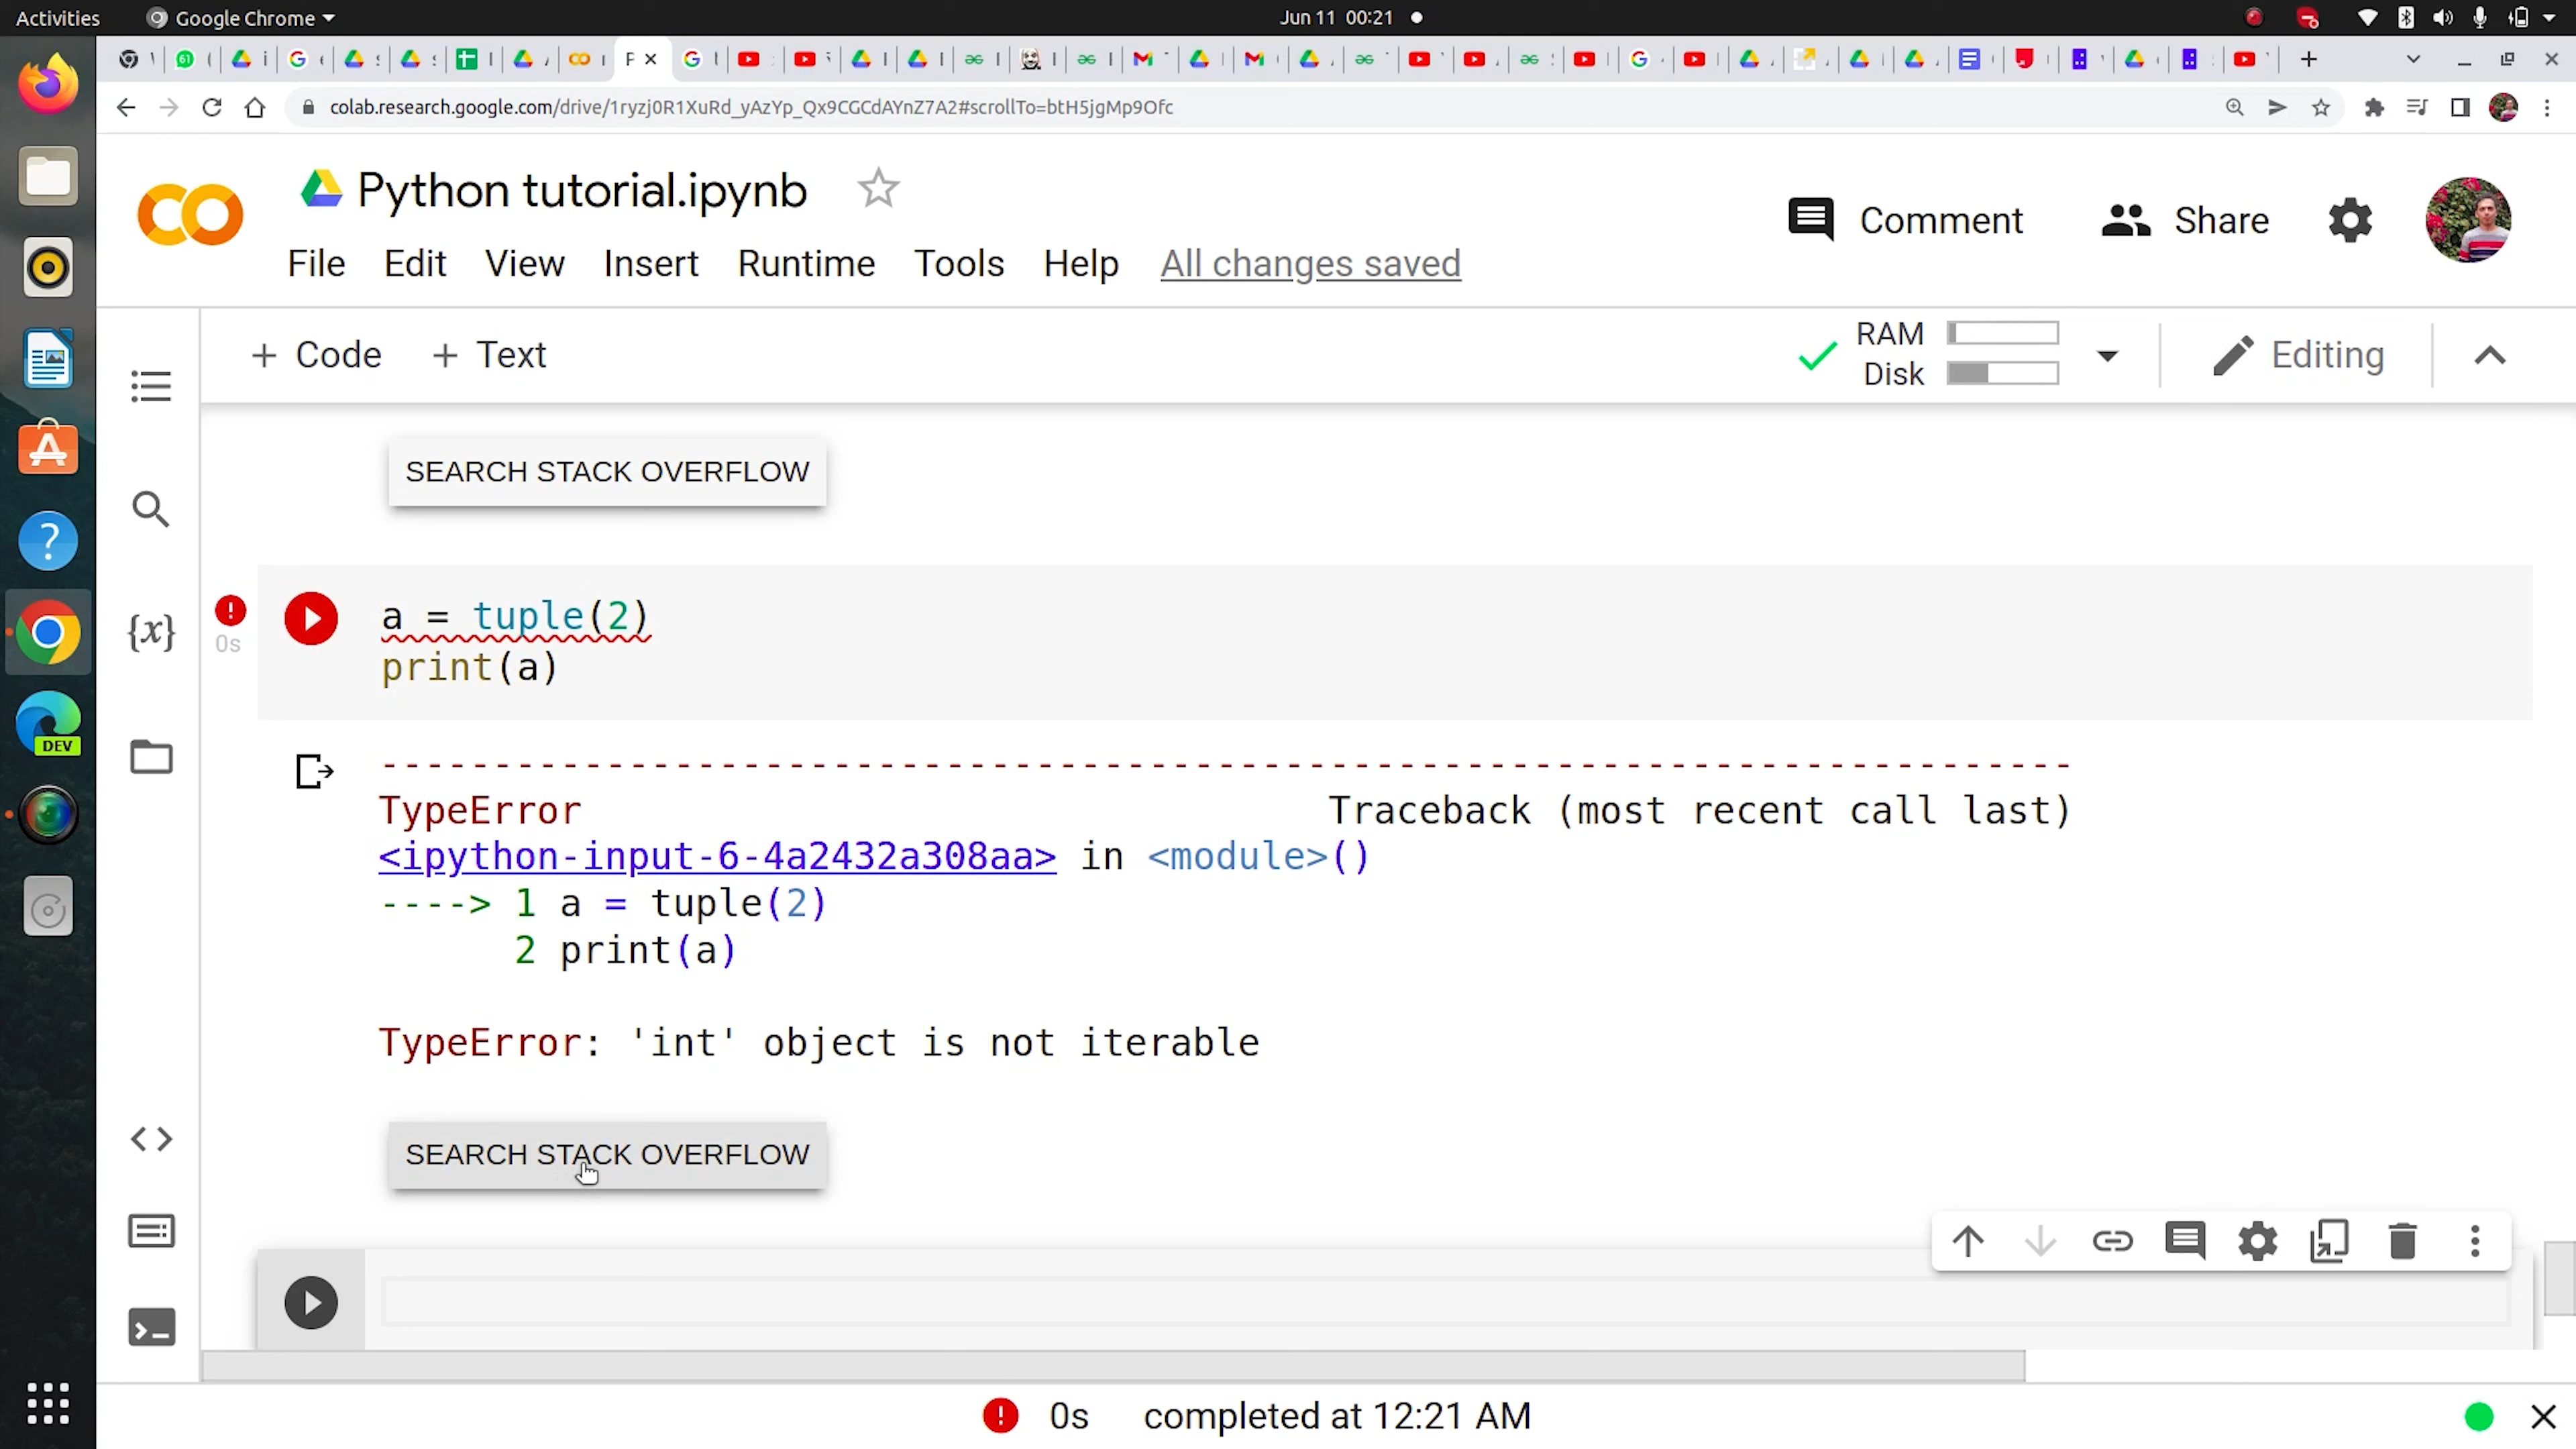 Activities Google Chrome Jun 11 00:21
colab.research.google.com/drive/1ryzj0R1XuRd_yAzYp_Qx9CGCdAYnZ7A2#scrollTo=btH5jgMp9Ofc
Python tutorial.ipynb
Comment Share
File Edit View Insert Runtime Tools Help All changes saved
+ Code + Text
RAM
Disk
Editing
SEARCH STACK OVERFLOW
a = tuple(2)
0s
print(a)
---------------------------------------------------------------------------
TypeError Traceback (most recent call last)
<ipython-input-6-4a2432a308aa> in <module>()
----> 1 a = tuple(2)
2 print(a)
TypeError: 'int' object is not iterable
SEARCH STACK OVERFLOW
0s completed at 12:21 AM
{x}
DEV